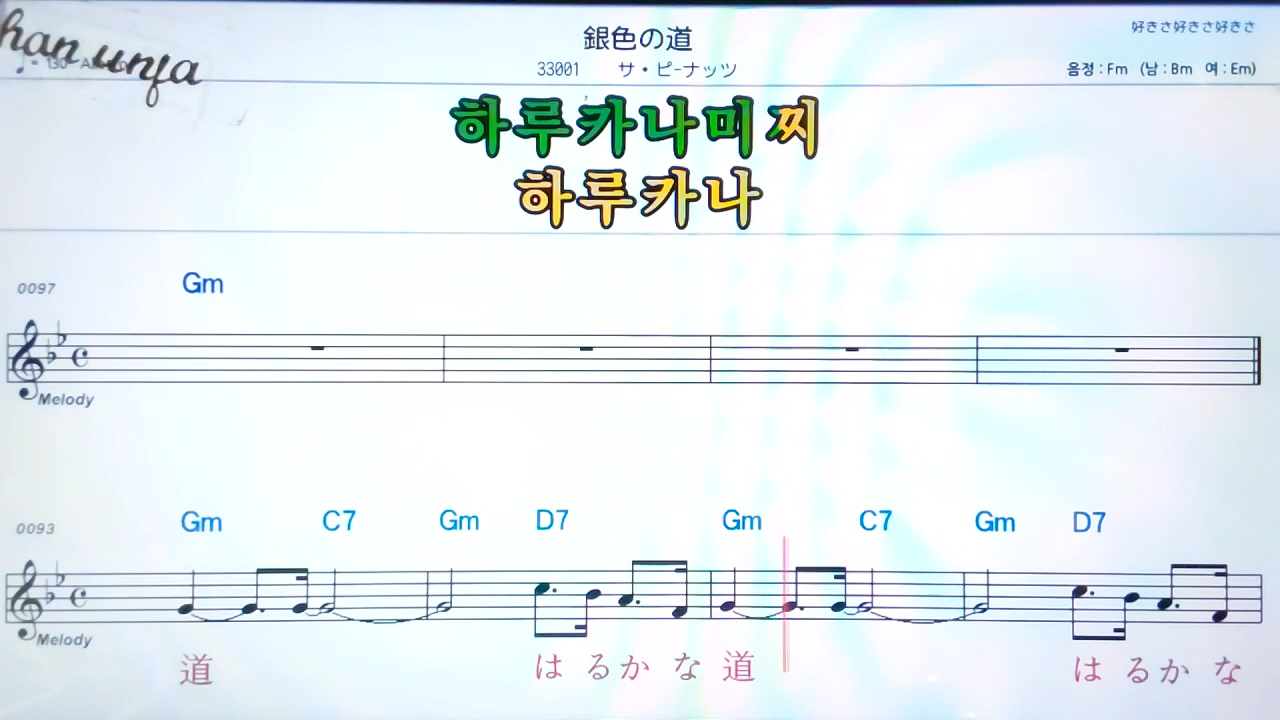 han unja
好きさ好きさ好きさ
銀色の道
33001 サ・ピーナッツ
음정 : Fm (남 : Bm 여 : Em)
하루카나미찌
하루카나
0097 Gm
Melody
0093 Gm C7 Gm D7 Gm C7 Gm D7
Melody
道 は る か な 道 は る か な